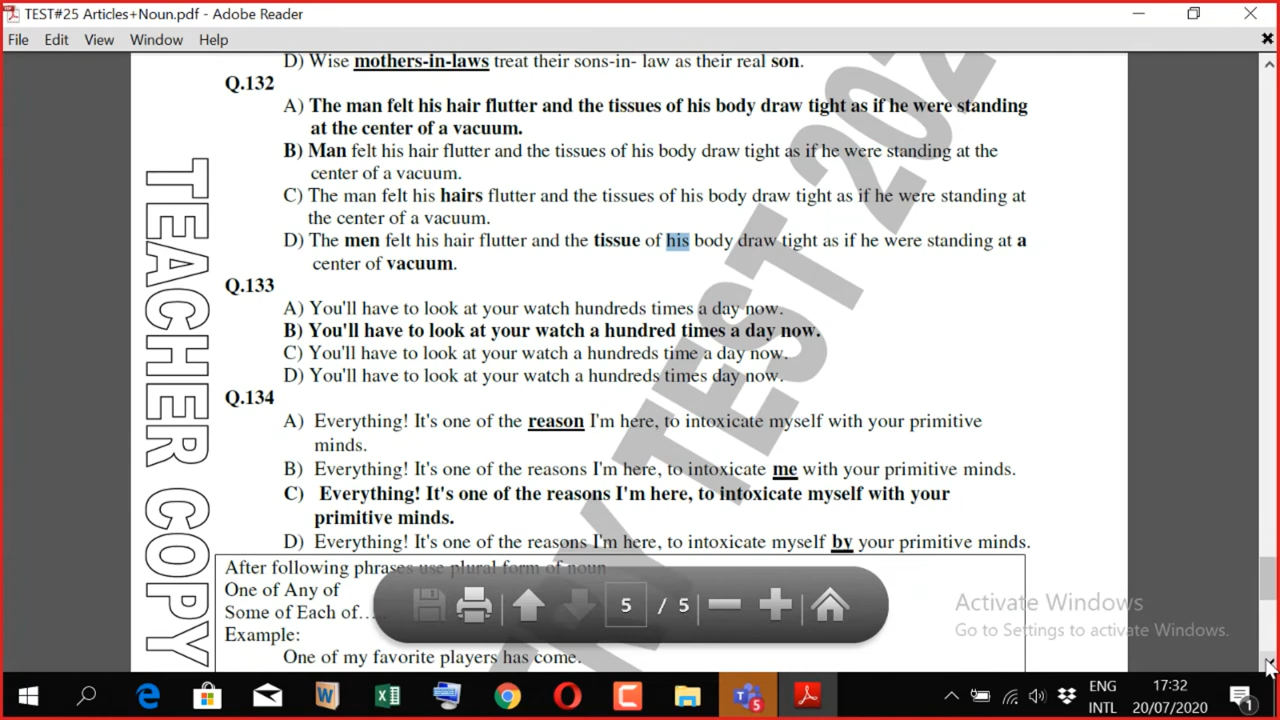 TEST#25 Articles+Noun.pdf - Adobe Reader
File Edit View Window Help
D) Wise mothers-in-laws treat their sons-in- law as their real son.
Q.132
A) The man felt his hair flutter and the tissues of his body draw tight as if he were standing
at the center of a vacuum.
B) Man felt his hair flutter and the tissues of his body draw tight as if he were standing at the
center of a vacuum.
C) The man felt his hairs flutter and the tissues of his body draw tight as if he were standing at
the center of a vacuum.
D) The men felt his hair flutter and the tissue of his body draw tight as if he were standing at a
center of vacuum.
Q.133
A) You'll have to look at your watch hundreds times a day now.
B) You'll have to look at your watch a hundred times a day now.
C) You'll have to look at your watch a hundreds time a day now.
D) You'll have to look at your watch a hundreds times day now.
Q.134
A) Everything! It's one of the reason I'm here, to intoxicate myself with your primitive
minds.
B) Everything! It's one of the reasons I'm here, to intoxicate me with your primitive minds.
C) Everything! It's one of the reasons I'm here, to intoxicate myself with your
primitive minds.
D) Everything! It's one of the reasons I'm here, to intoxicate myself by your primitive minds.
After following phrases use plural form of noun
One of Any of
Some of Each of…
Example:
One of my favorite players has come.
TEACHER COPY
5 / 5
Activate Windows
Go to Settings to activate Windows.
ENG
INTL
17:32
20/07/2020
5
1